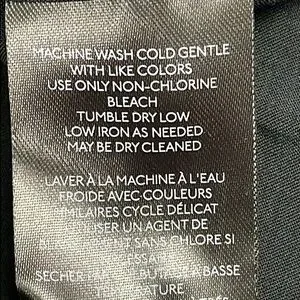 MACHINE WASH COLD GENTLE
WITH LIKE COLORS
USE ONLY NON-CHLORINE
BLEACH
TUMBLE DRY LOW
LOW IRON AS NEEDED
MAY BE DRY CLEANED
LAVER À LA MACHINE À L'EAU
FROIDE AVEC COULEURS
CYCLE DÉLICAT
AGENT DE
SANS CHLORE SI
À BASSE